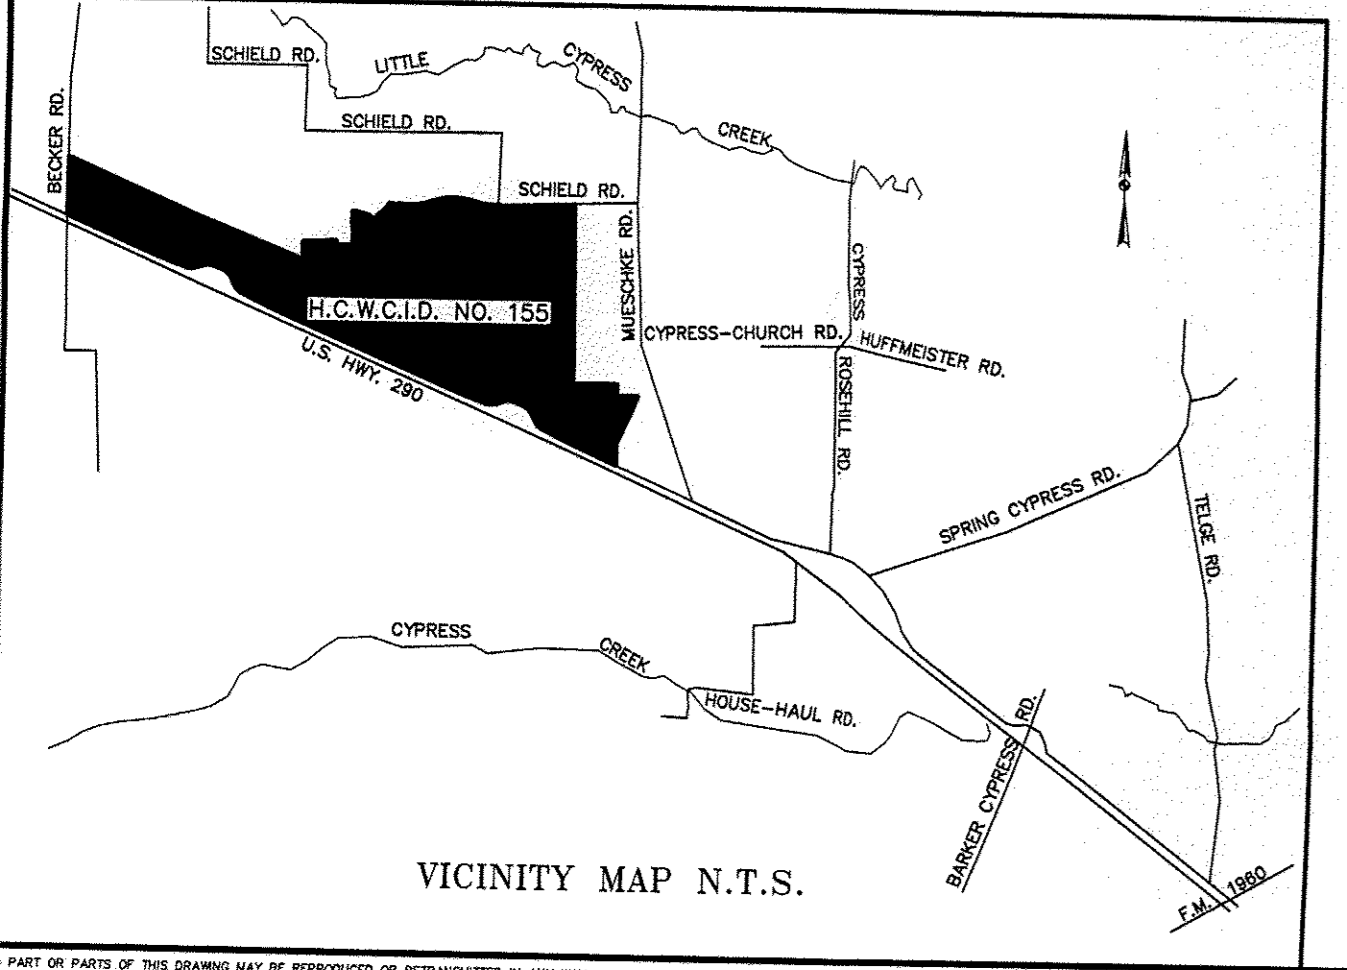 SCHIELD RD.
LITTLE
CYPRESS
BECKER RD.
SCHIELD RD.
CREEK
SCHIELD RD.
MUESCHKE RD.
CYPRESS
H.C.W.C.I.D. NO. 155
CYPRESS-CHURCH RD.
HUFFMEISTER RD.
U.S. HWY. 290
ROSEHILL RD.
SPRING CYPRESS RD.
TELGE RD.
CYPRESS
CREEK
HOUSE-HAUL RD.
BARKER CYPRESS RD.
VICINITY MAP N.T.S.
F.M. 1960
PART OR PARTS OF THIS DRAWING MAY BE REPRODUCED OR RETRANSMITTED IN